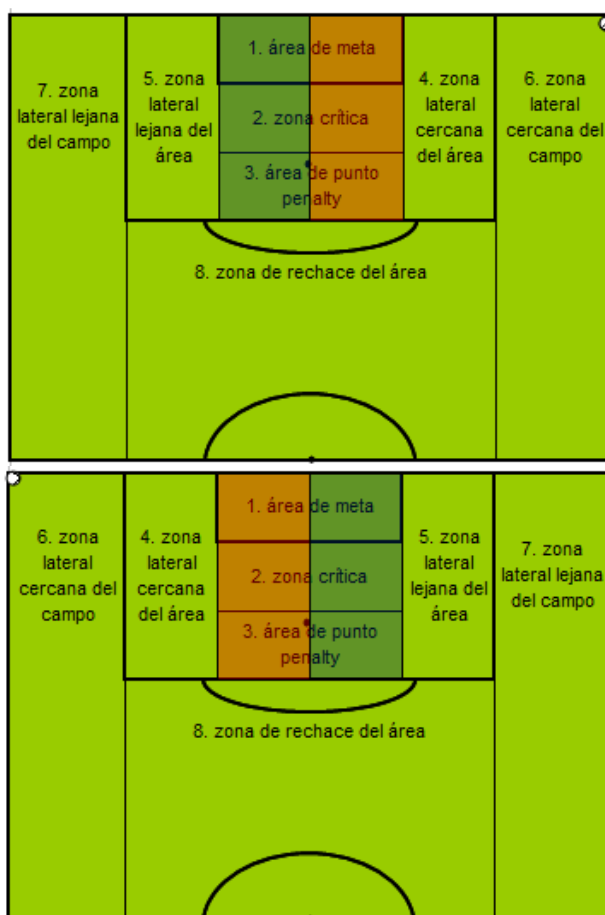 1. área de meta
7. zona
lateral lejana
del campo
5. zona
lateral
lejana del
área
2. zona crítica
3. área de punto
penalty
4. zona
lateral
cercana
del área
6. zona
lateral
cercana del
campo
8. zona de rechace del área
6. zona
lateral
cercana del
campo
4. zona
lateral
cercana
del área
1. área de meta
2. zona crítica
3. área de punto
penalty
5. zona
lateral
lejana del
área
7. zona
lateral lejana
del campo
8. zona de rechace del área